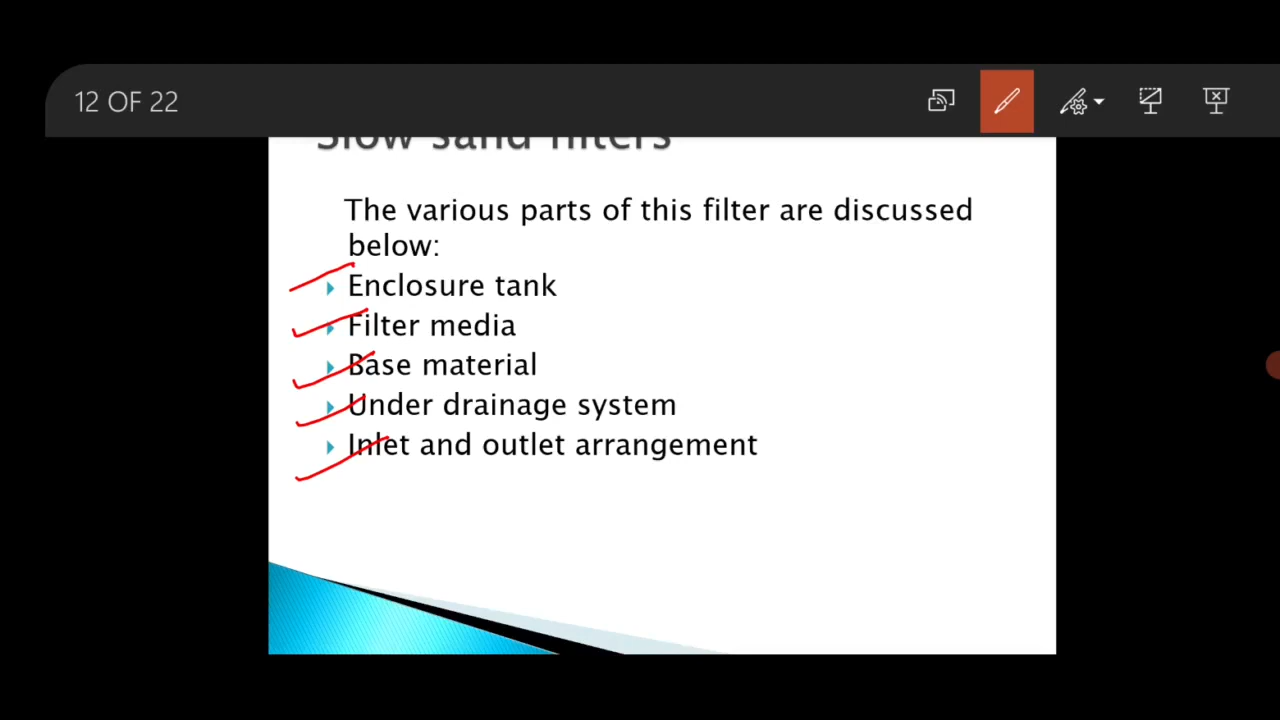 12 OF 22
Slow sand filters
The various parts of this filter are discussed
below:
Enclosure tank
Filter media
Base material
Under drainage system
Inlet and outlet arrangement